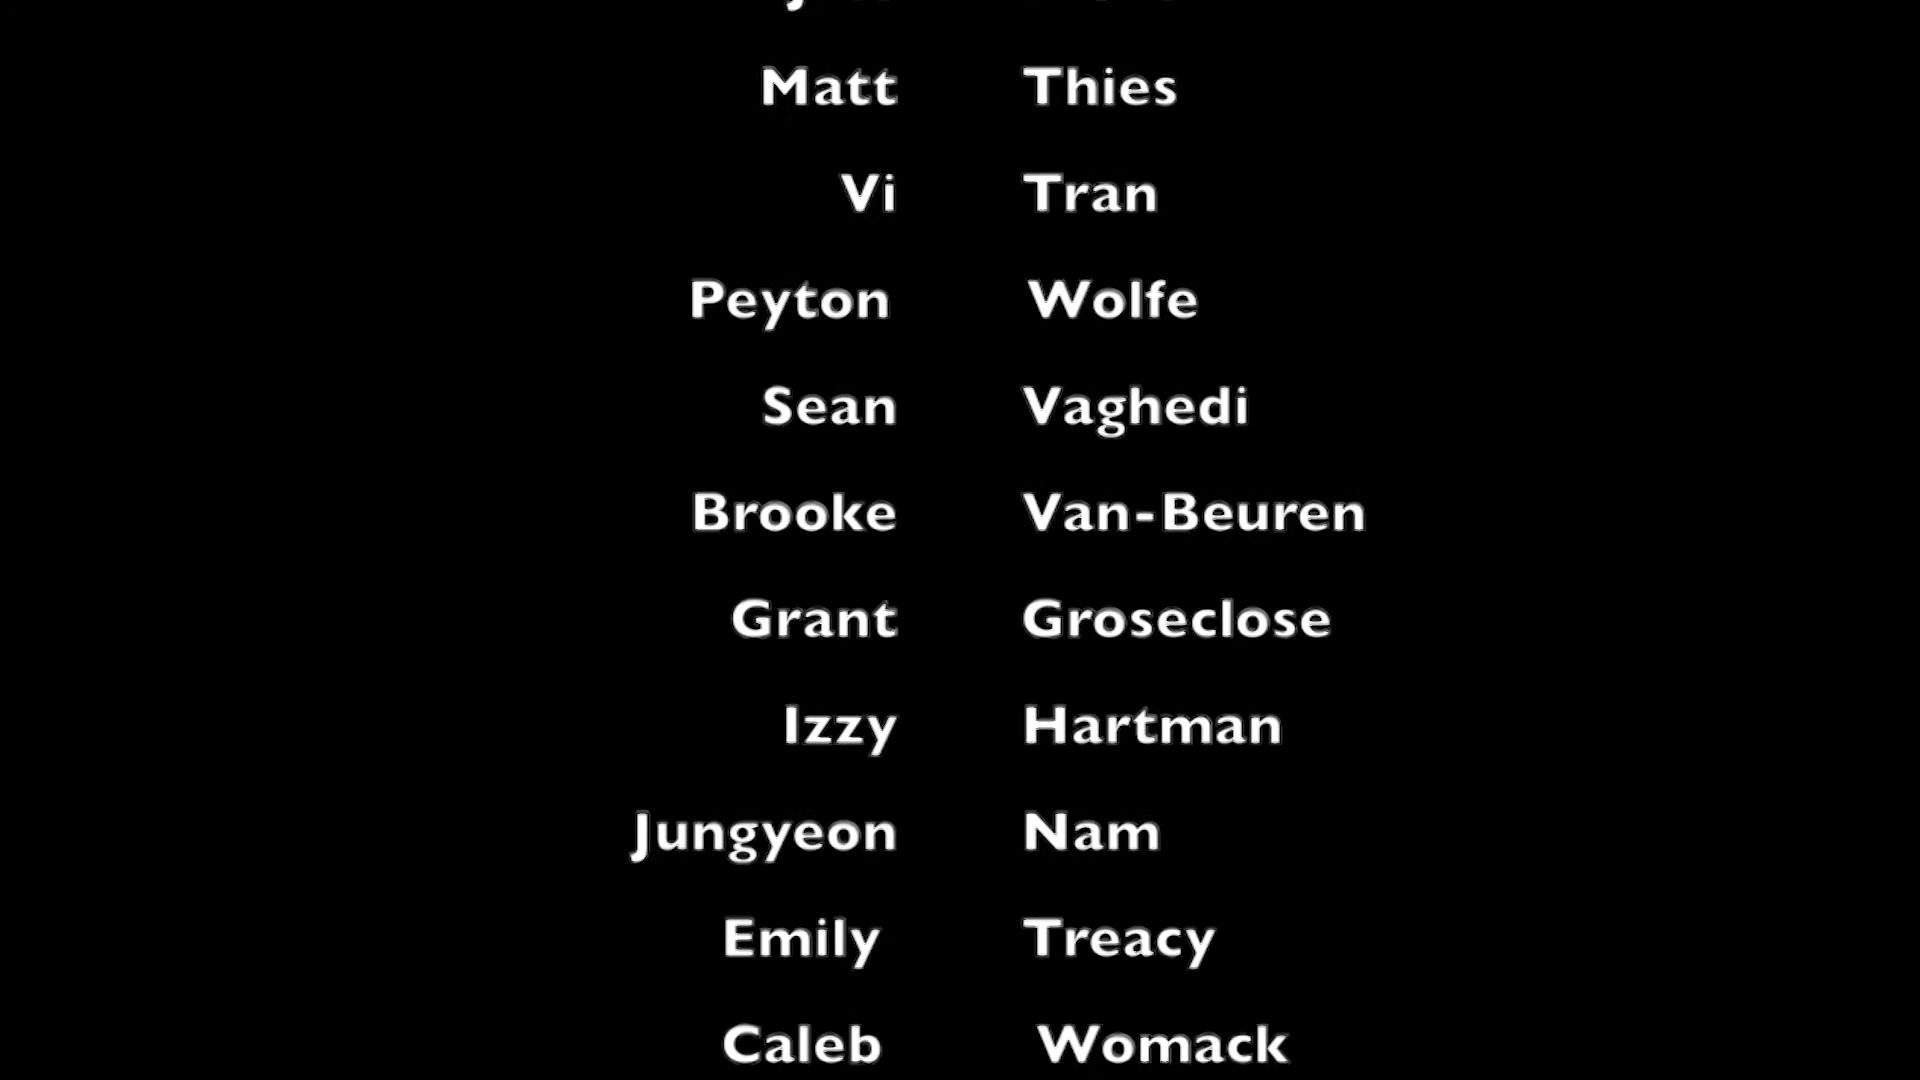 Matt Thies
Vi Tran
Peyton Wolfe
Sean Vaghedi
Brooke Van-Beuren
Grant Groseclose
Izzy Hartman
Jungyeon Nam
Emily Treacy
Caleb Womack